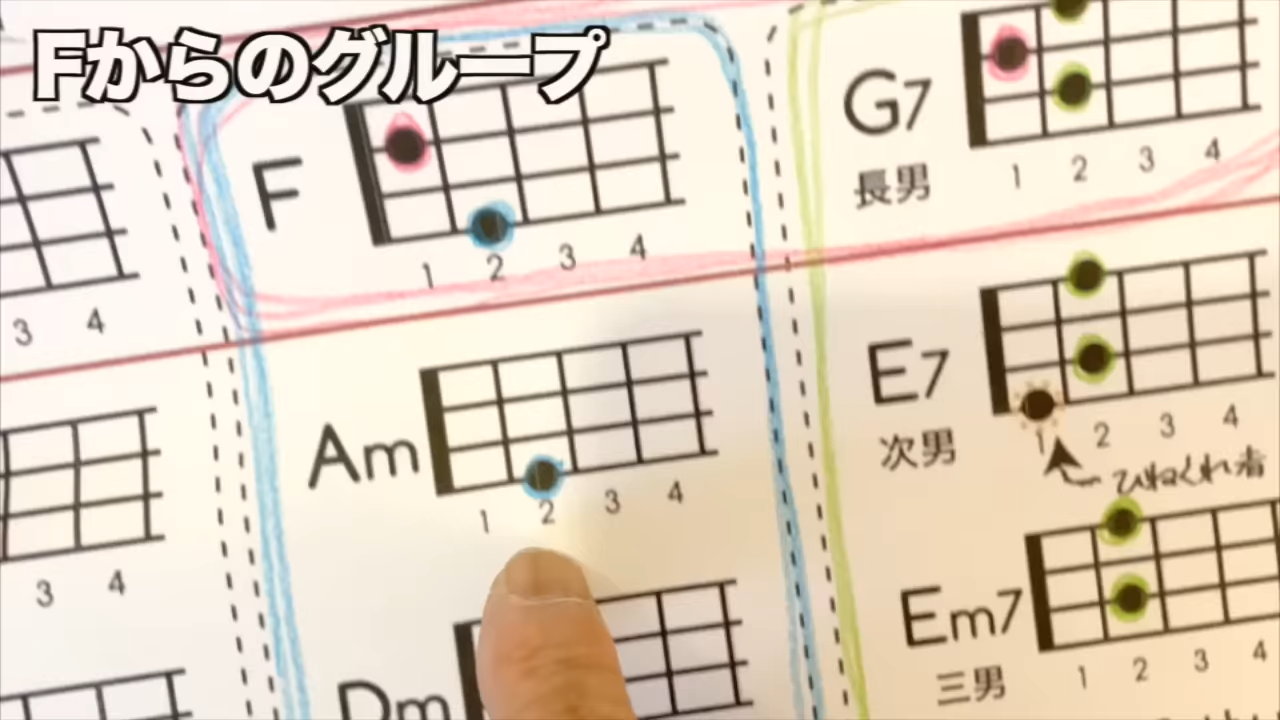 Fからのグループ
F
1 2 3 4
G7
長男
1 2 3 4
3 4
Am
1 2 3 4
E7
次男
1 2 3 4
ひねくれ者
3 4
Dm
Em7
三男
1 2 3 4